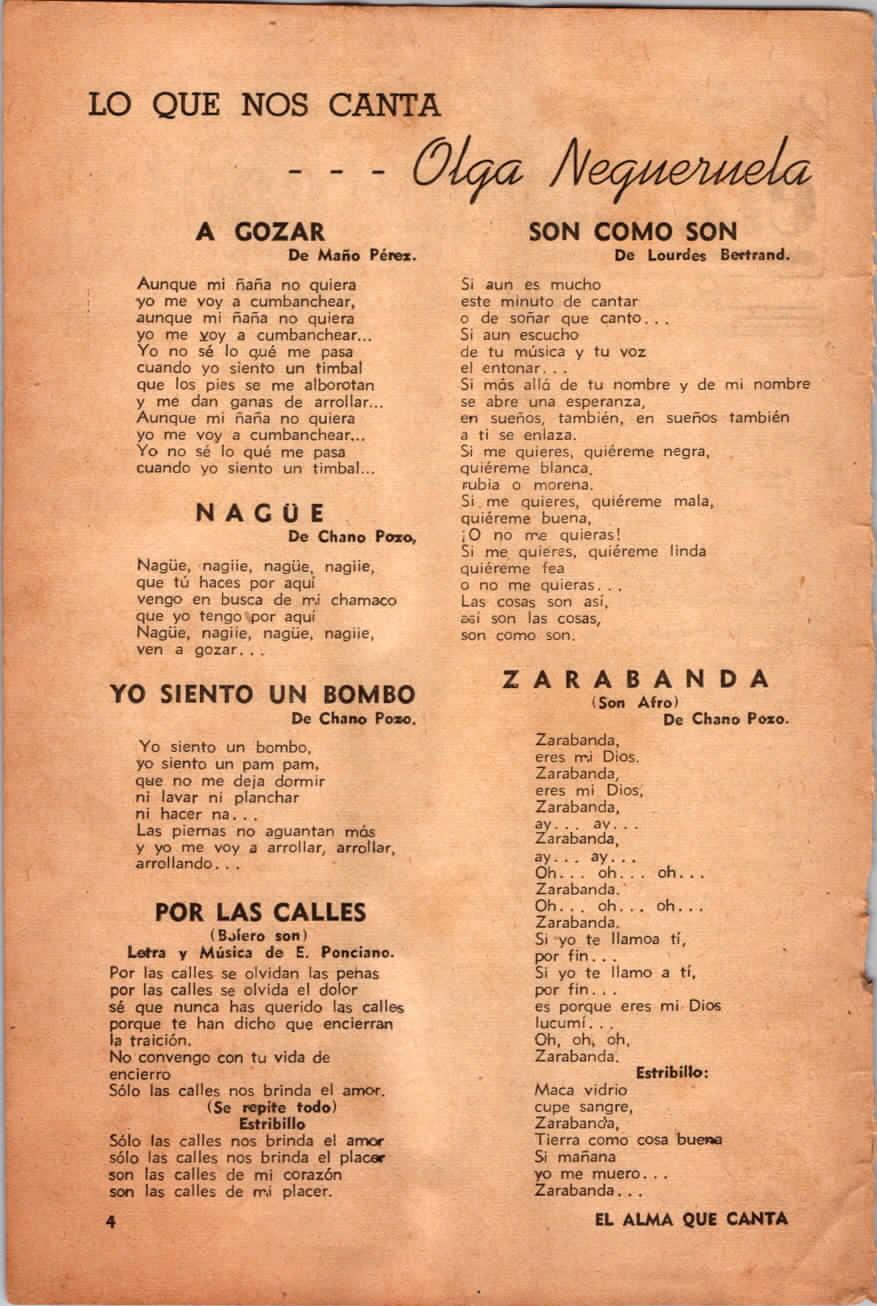 LO QUE NOS CANTA
- - - Olga Negueruela
A GOZAR
De Maño Pérez.
Aunque mi ñaña no quiera
yo me voy a cumbanchear,
aunque mi ñaña no quiera
yo me voy a cumbanchear...
Yo no sé lo qué me pasa
cuando yo siento un timbal
que los pies se me alborotan
y me dan ganas de arrollar...
Aunque mi ñaña no quiera
yo me voy a cumbanchear...
Yo no sé lo qué me pasa
cuando yo siento un timbal...
NAGÜE
De Chano Pozo,
Nagüe, nagiie, nagüe, nagiie,
que tú haces por aquí
vengo en busca de mi chamaco
que yo tengo por aquí
Nagüe, nagiie, nagüe, nagiie,
ven a gozar...
YO SIENTO UN BOMBO
De Chano Pozo.
Yo siento un bombo,
yo siento un pam pam,
que no me deja dormir
ni lavar ni planchar
ni hacer na...
Las piernas no aguantan más
y yo me voy a arrollar, arrollar,
arrollando...
POR LAS CALLES
(Bolero son)
Letra y Música de E. Ponciano.
Por las calles se olvidan las penas
por las calles se olvida el dolor
sé que nunca has querido las calles
porque te han dicho que encierran
la traición.
No convengo con tu vida de
encierro
Sólo las calles nos brinda el amor.
(Se repite todo)
Estribillo
Sólo las calles nos brinda el amor
sólo las calles nos brinda el placer
son las calles de mi corazón
son las calles de mi placer.
SON COMO SON
De Lourdes Bertrand.
Si aun es mucho
este minuto de cantar
o de soñar que canto...
Si aun escucho
de tu música y tu voz
el entonar...
Si más allá de tu nombre y de mi nombre
se abre una esperanza,
en sueños, también, en sueños también
a ti se enlaza.
Si me quieres, quiéreme negra,
quiéreme blanca,
rubia o morena.
Si me quieres, quiéreme mala,
quiéreme buena,
¡O no me quieras!
Si me quieres, quiéreme linda
quiéreme fea
o no me quieras...
Las cosas son así,
así son las cosas,
son como son.
ZARABANDA
(Son Afro)
De Chano Pozo.
Zarabanda,
eres mi Dios.
Zarabanda,
eres mi Dios,
Zarabanda,
ay... ay...
Zarabanda,
ay... ay...
Oh... oh... oh...
Zarabanda.
Oh... oh... oh...
Zarabanda.
Si yo te llamoa tí,
por fin...
Si yo te llamo a tí,
por fin...
es porque eres mi Dios
lucumí...
Oh, oh, oh,
Zarabanda.
Estribillo:
Maca vidrio
cupe sangre,
Zarabanda,
Tierra como cosa buena
Si mañana
yo me muero...
Zarabanda...
4
EL ALMA QUE CANTA